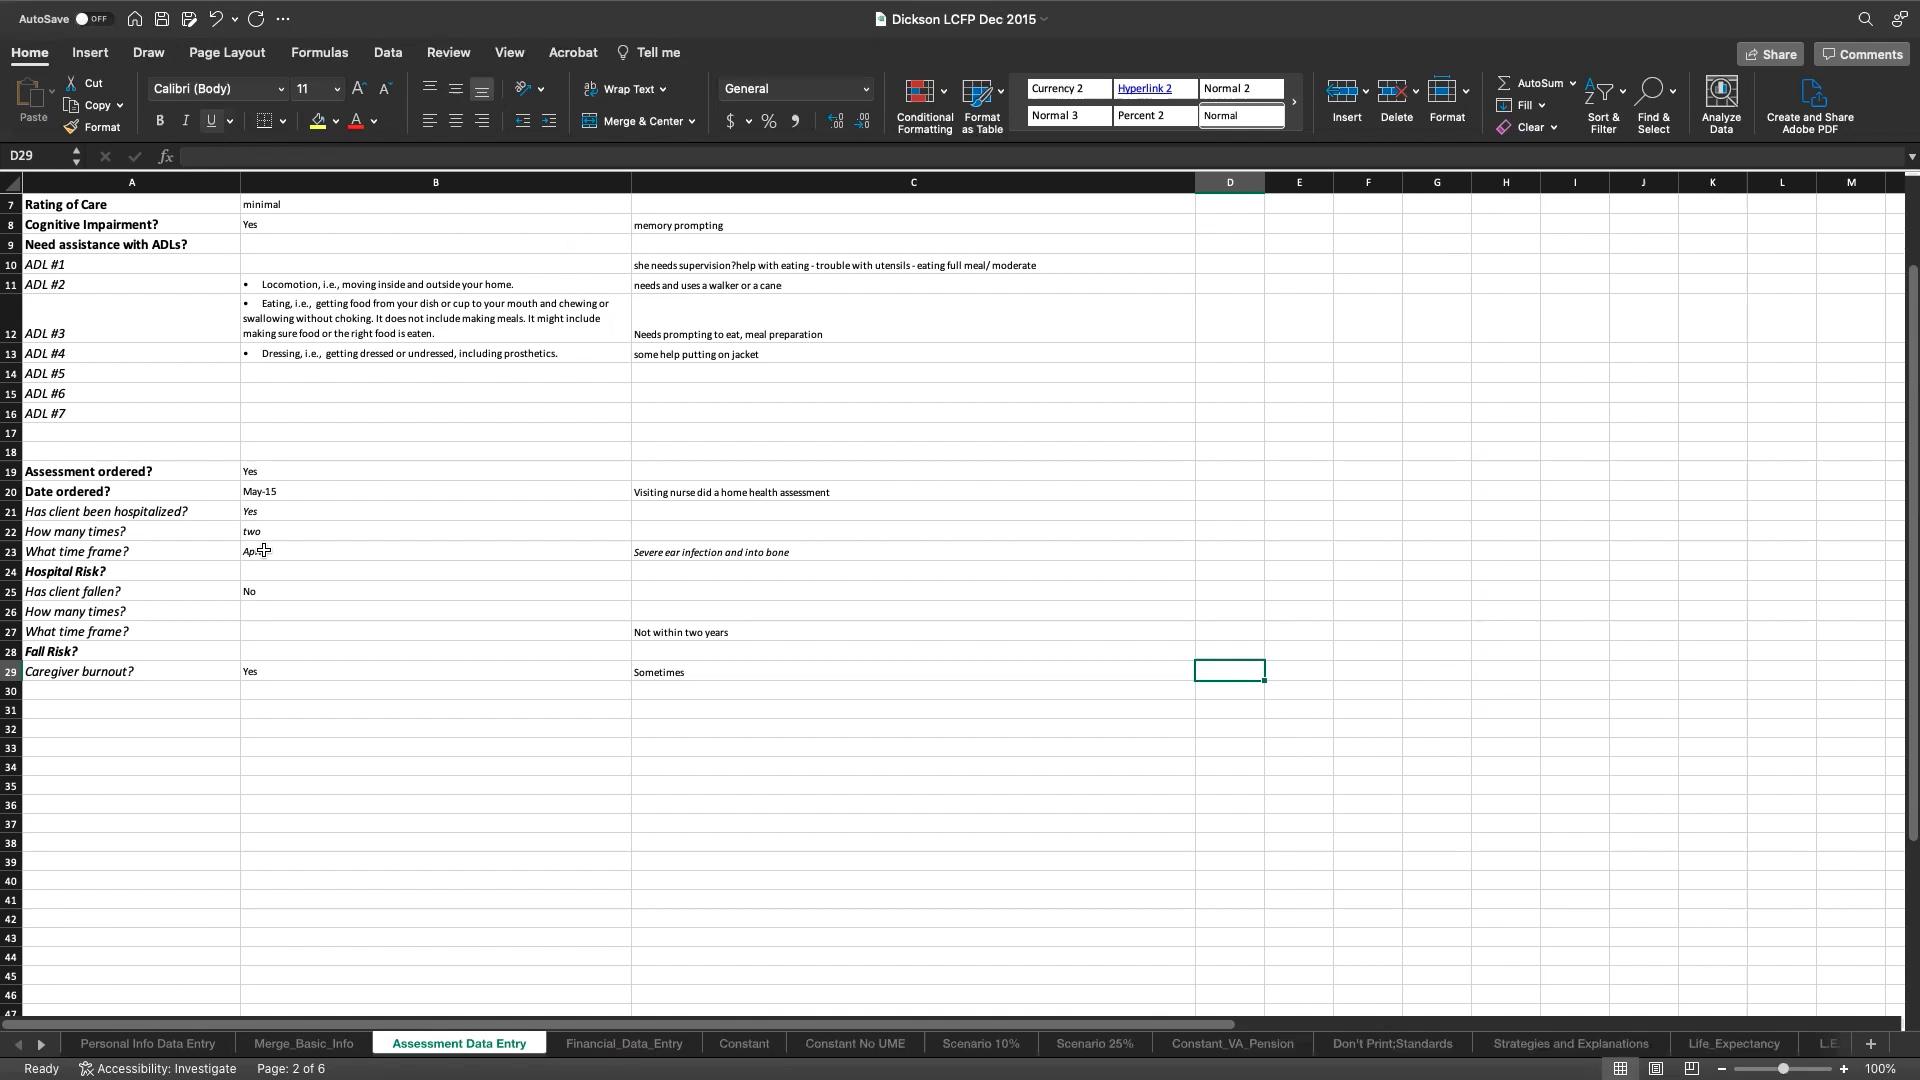 AutoSave OFF
Dickson LCFP Dec 2015
Home Insert Draw Page Layout Formulas Data Review View Acrobat Tell me
Share Comments
Paste
Cut
Copy
Format
Calibri (Body) 11
B I U
Wrap Text
Merge & Center
General
$ % 9
Conditional Formatting
Format as Table
Currency 2 Hyperlink 2 Normal 2
Normal 3 Percent 2 Normal
Insert Delete Format
AutoSum
Fill
Clear
Sort & Filter
Find & Select
Analyze Data
Create and Share Adobe PDF
D29 fx
A B C D E F G H I J K L M
7 Rating of Care minimal
8 Cognitive Impairment? Yes memory prompting
9 Need assistance with ADLs?
10 ADL #1 she needs supervision?help with eating - trouble with utensils - eating full meal/ moderate
11 ADL #2 • Locomotion, i.e., moving inside and outside your home. needs and uses a walker or a cane
• Eating, i.e., getting food from your dish or cup to your mouth and chewing or
swallowing without choking. It does not include making meals. It might include
12 ADL #3 making sure food or the right food is eaten. Needs prompting to eat, meal preparation
13 ADL #4 • Dressing, i.e., getting dressed or undressed, including prosthetics. some help putting on jacket
14 ADL #5
15 ADL #6
16 ADL #7
17
18
19 Assessment ordered? Yes
20 Date ordered? May-15 Visiting nurse did a home health assessment
21 Has client been hospitalized? Yes
22 How many times? two
23 What time frame? Severe ear infection and into bone
24 Hospital Risk?
25 Has client fallen? No
26 How many times?
27 What time frame? Not within two years
28 Fall Risk?
29 Caregiver burnout? Yes Sometimes
30
31
32
33
34
35
36
37
38
39
40
41
42
43
44
45
46
47
Personal Info Data Entry Merge_Basic_Info Assessment Data Entry Financial_Data_Entry Constant Constant No UME Scenario 10% Scenario 25% Constant_VA_Pension Don't Print;Standards Strategies and Explanations Life_Expectancy L.E. +
Ready Accessibility: Investigate Page: 2 of 6 100%